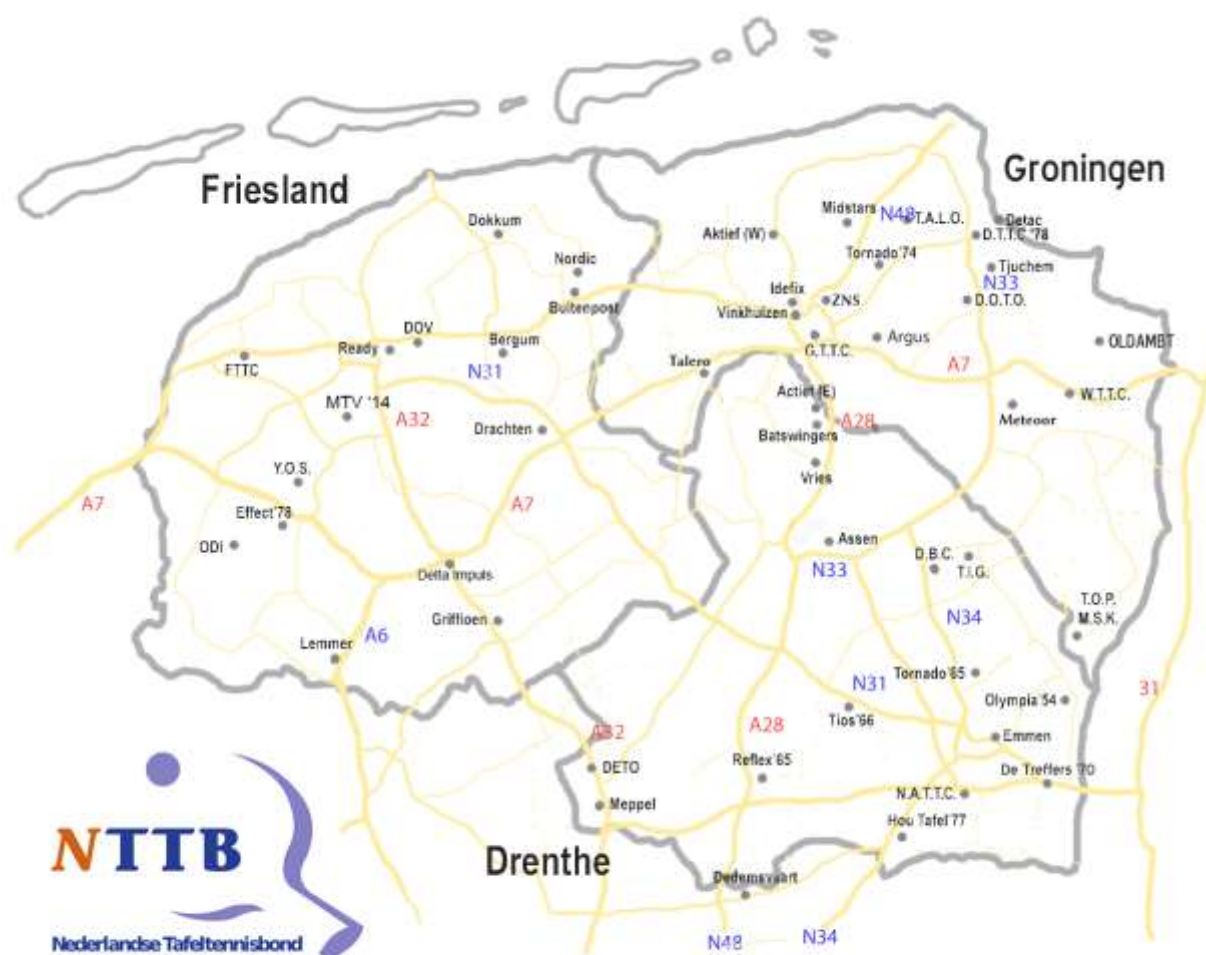 Friesland
Groningen
Dokkum
Midstars
N48
T.A.L.O.
Detac
Aktief (W)
D.T.T.C '78
Nordic
Tornado'74
Tjuchem
N33
Buitenpost
Idefix
ZNS
D.O.T.O.
Vinkhuizen
DOV
Ready
Bergum
G.T.T.C.
Argus
OLDAMBT
FTTC
N31
Talero
A7
MTV '14
A32
Actief (E)
W.T.T.C.
Drachten
A28
Meteoor
Batswingers
Y.O.S.
Vries
A7
A7
Effect'78
ODI
Assen
Delta Impuls
N33
D.B.C.
T.I.G.
Griffioen
N34
T.O.P.
M.S.K.
A6
Lemmer
Tornado'65
N31
31
Olympia'54
Tios'66
A32
A28
Emmen
DETO
Reflex'65
De Treffers '70
Meppel
N.A.T.T.C.
Hou Tafel'77
NTTB
Drenthe
Dedemsvaart
Nederlandse Tafeltennisbond
N48
N34